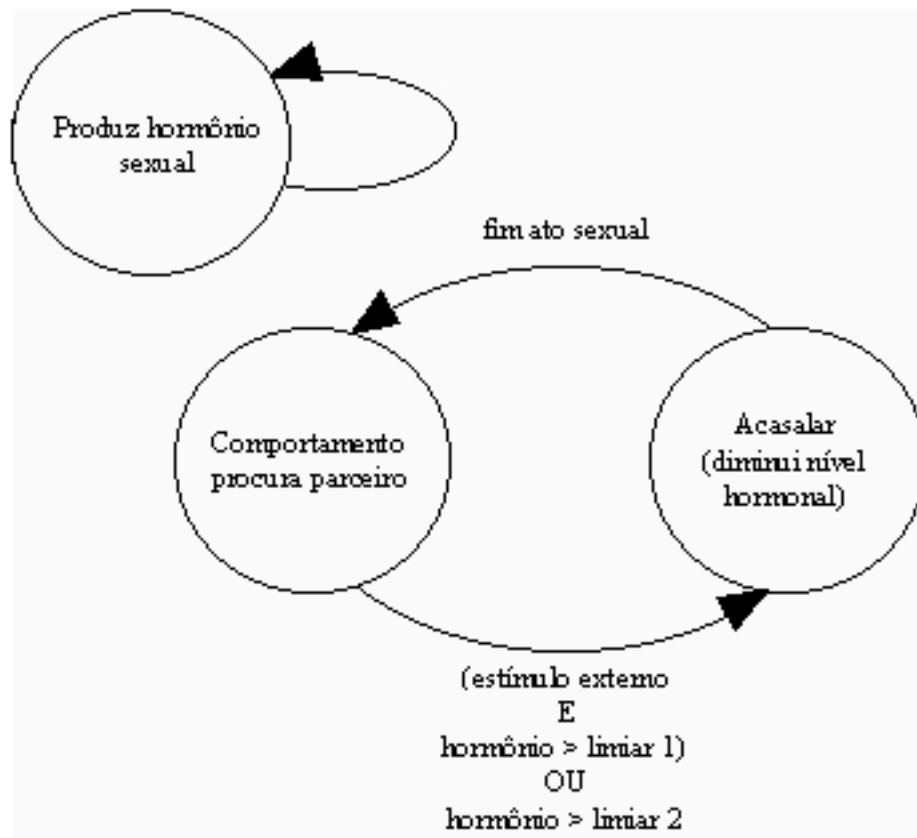 Produz hormônio
sexual
fim ato sexual
Comportamento
procura parceiro
Acasalar
(diminui nível
hormonal)
(estímulo externo
E
hormônio > limiar 1)
OU
hormônio > limiar 2